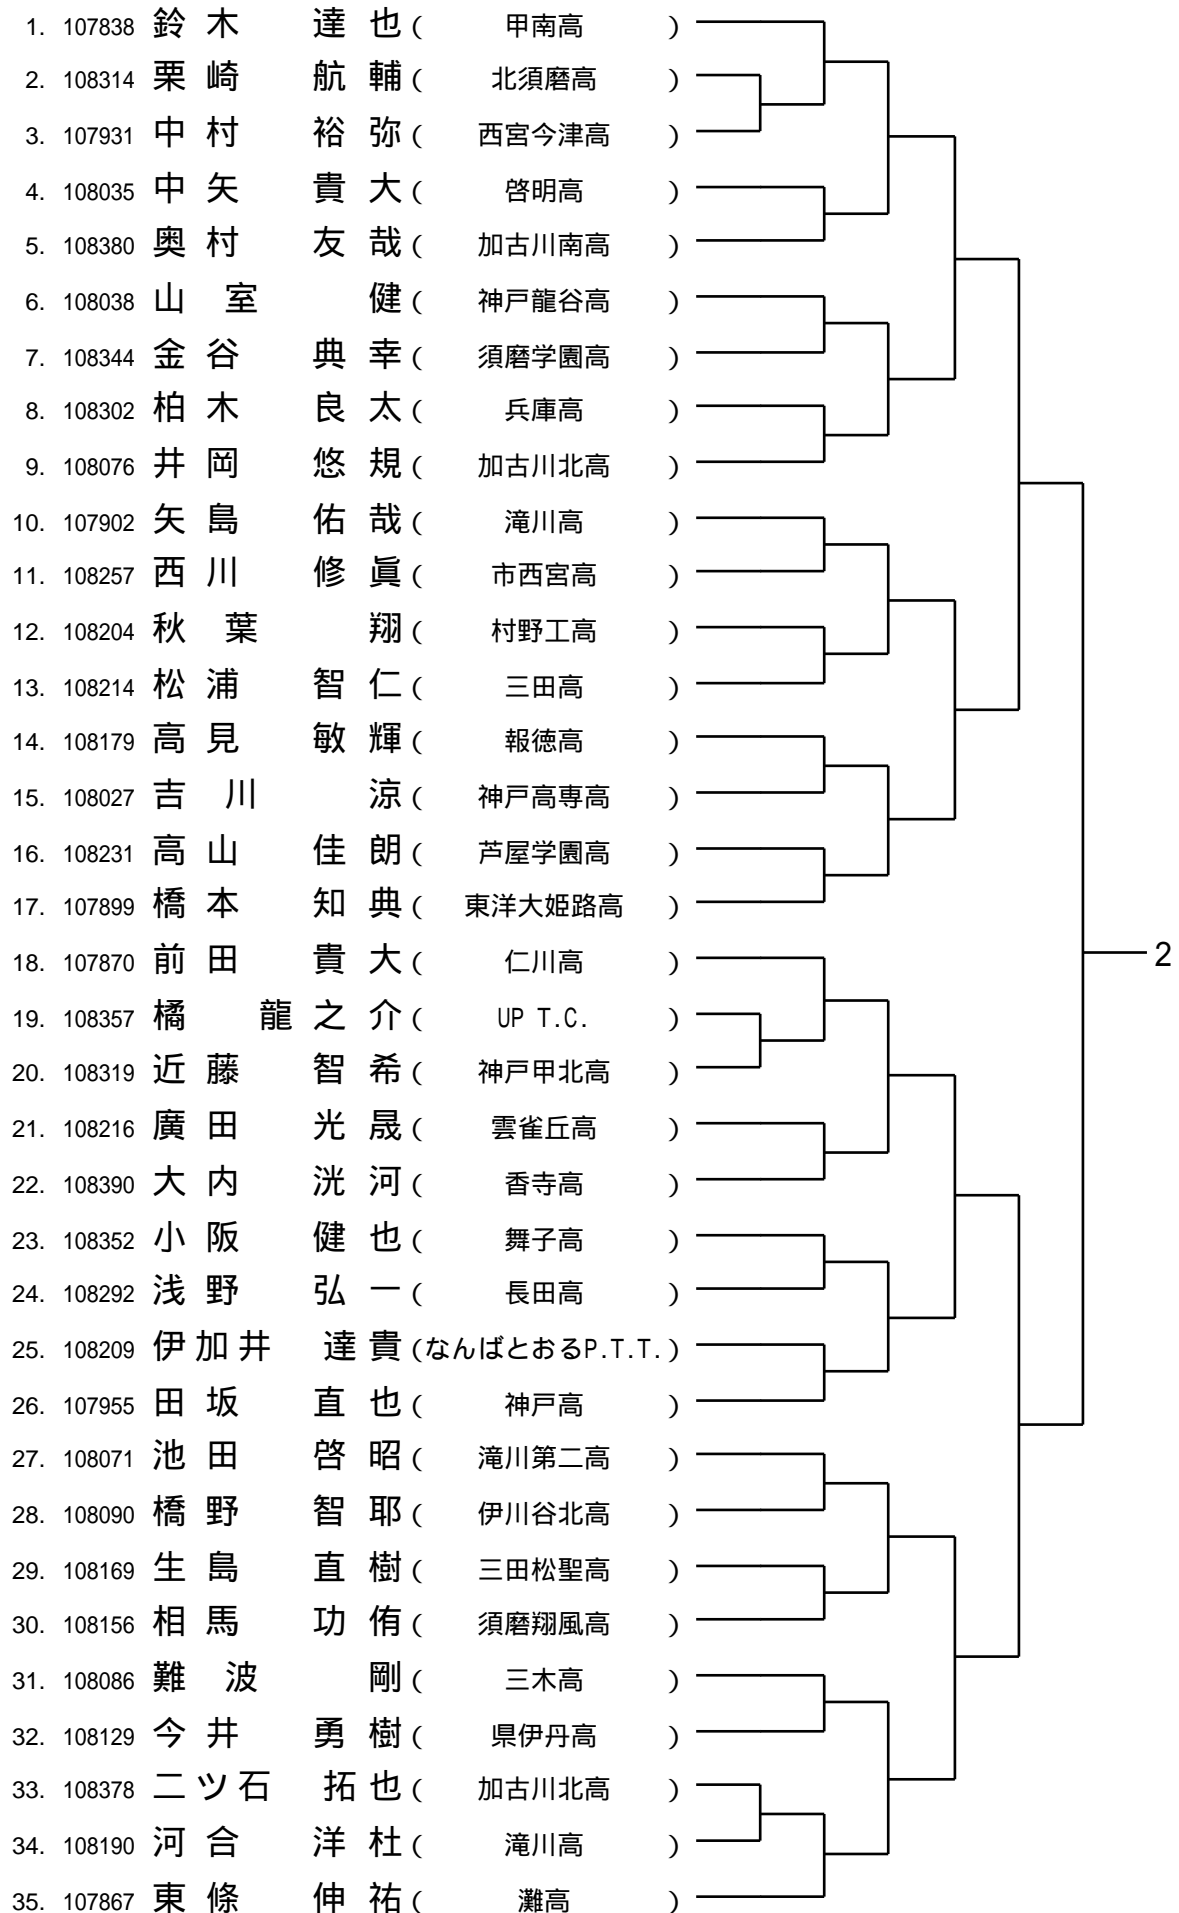 1. 107838 鈴木 達也 ( 甲南高 )
2. 108314 栗崎 航輔 ( 北須磨高 )
3. 107931 中村 裕弥 ( 西宮今津高 )
4. 108035 中矢 貴大 ( 啓明高 )
5. 108380 奥村 友哉 ( 加古川南高 )
6. 108038 山室 健 ( 神戸龍谷高 )
7. 108344 金谷 典幸 ( 須磨学園高 )
8. 108302 柏木 良太 ( 兵庫高 )
9. 108076 井岡 悠規 ( 加古川北高 )
10. 107902 矢島 佑哉 ( 滝川高 )
11. 108257 西川 修眞 ( 市西宮高 )
12. 108204 秋葉 翔 ( 村野工高 )
13. 108214 松浦 智仁 ( 三田高 )
14. 108179 高見 敏輝 ( 報徳高 )
15. 108027 吉川 涼 ( 神戸高専高 )
16. 108231 高山 佳朗 ( 芦屋学園高 )
17. 107899 橋本 知典 ( 東洋大姫路高 )
18. 107870 前田 貴大 ( 仁川高 )
2
19. 108357 橘 龍之介 ( UP T.C. )
20. 108319 近藤 智希 ( 神戸甲北高 )
21. 108216 廣田 光晟 ( 雲雀丘高 )
22. 108390 大内 洸河 ( 香寺高 )
23. 108352 小阪 健也 ( 舞子高 )
24. 108292 浅野 弘一 ( 長田高 )
25. 108209 伊加井 達貴 (なんばとおるP.T.T.)
26. 107955 田坂 直也 ( 神戸高 )
27. 108071 池田 啓昭 ( 滝川第二高 )
28. 108090 橋野 智耶 ( 伊川谷北高 )
29. 108169 生島 直樹 ( 三田松聖高 )
30. 108156 相馬 功侑 ( 須磨翔風高 )
31. 108086 難波 剛 ( 三木高 )
32. 108129 今井 勇樹 ( 県伊丹高 )
33. 108378 二ツ石 拓也 ( 加古川北高 )
34. 108190 河合 洋杜 ( 滝川高 )
35. 107867 東條 伸祐 ( 灘高 )